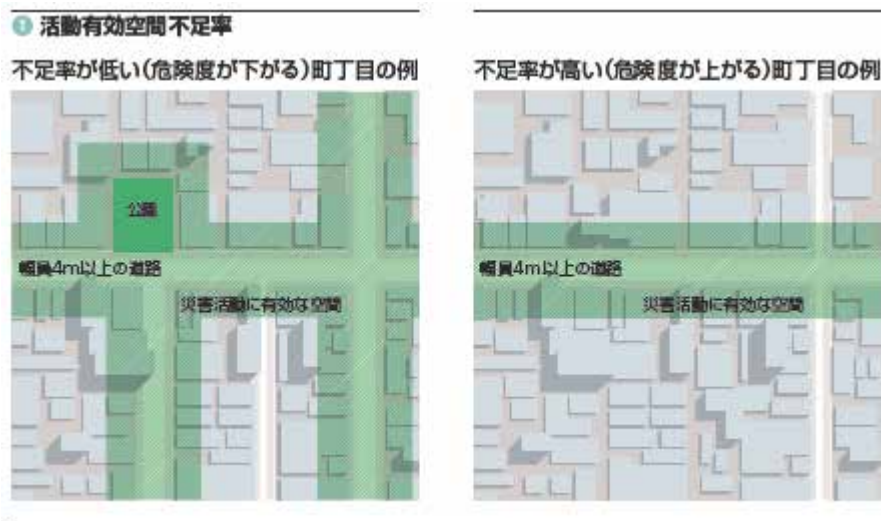 ❶ 活動有効空間不足率
不足率が低い(危険度が下がる)町丁目の例
公園
幅員4m以上の道路
災害活動に有効な空間
不足率が高い(危険度が上がる)町丁目の例
幅員4m以上の道路
災害活動に有効な空間